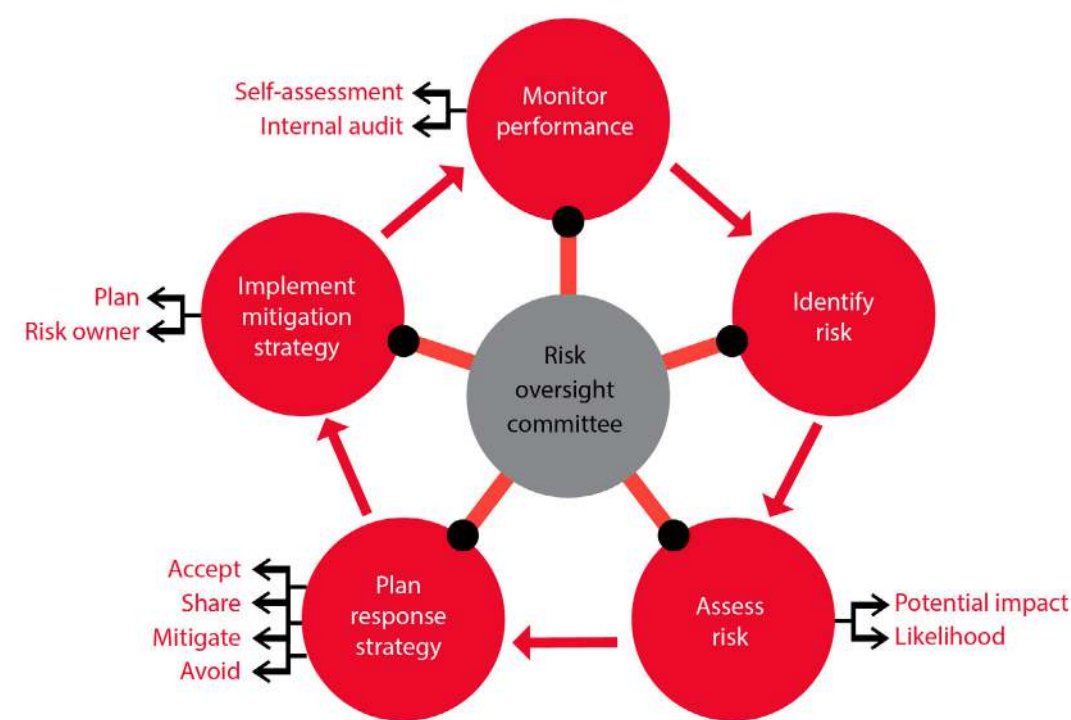 Self-assessment
Internal audit
Monitor
performance
Plan
Risk owner
Implement
mitigation
strategy
Identify
risk
Risk
oversight
committee
Accept
Share
Mitigate
Avoid
Plan
response
strategy
Assess
risk
Potential impact
Likelihood